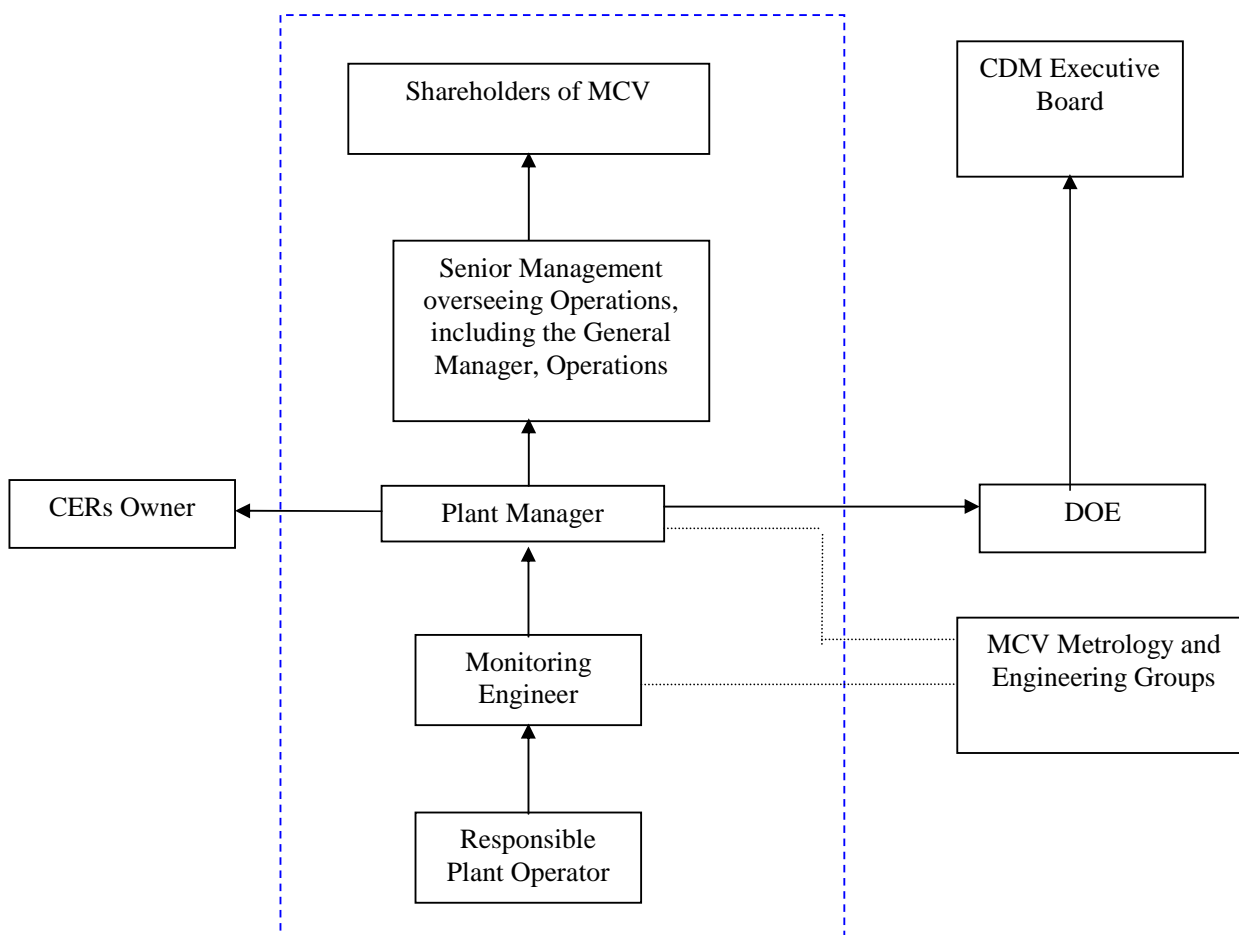 Shareholders of MCV
CDM Executive
Board
Senior Management
overseeing Operations,
including the General
Manager, Operations
CERs Owner
Plant Manager
DOE
Monitoring
Engineer
MCV Metrology and
Engineering Groups
Responsible
Plant Operator